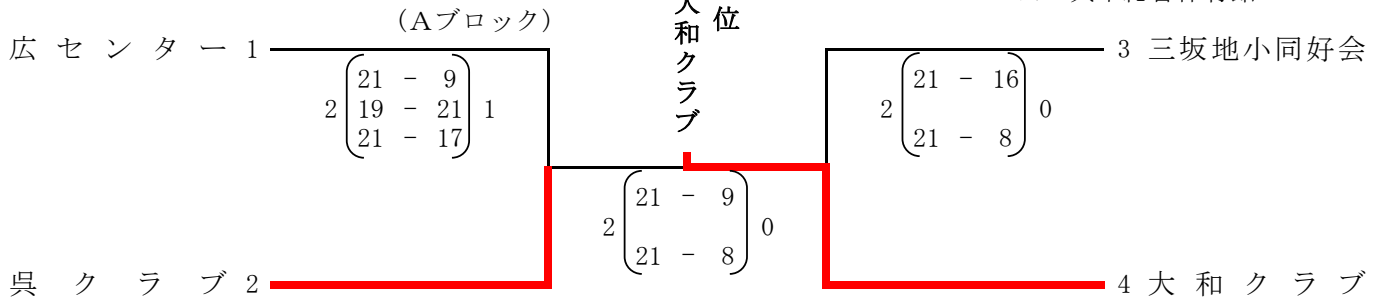 (Aブロック)
位
大和クラブ
広センター 1
3 三坂地小同好会
2 21 - 9 1
19 - 21
21 - 17
2 21 - 16 0
21 - 8
2 21 - 9 0
21 - 8
呉クラブ 2
4 大和クラブ